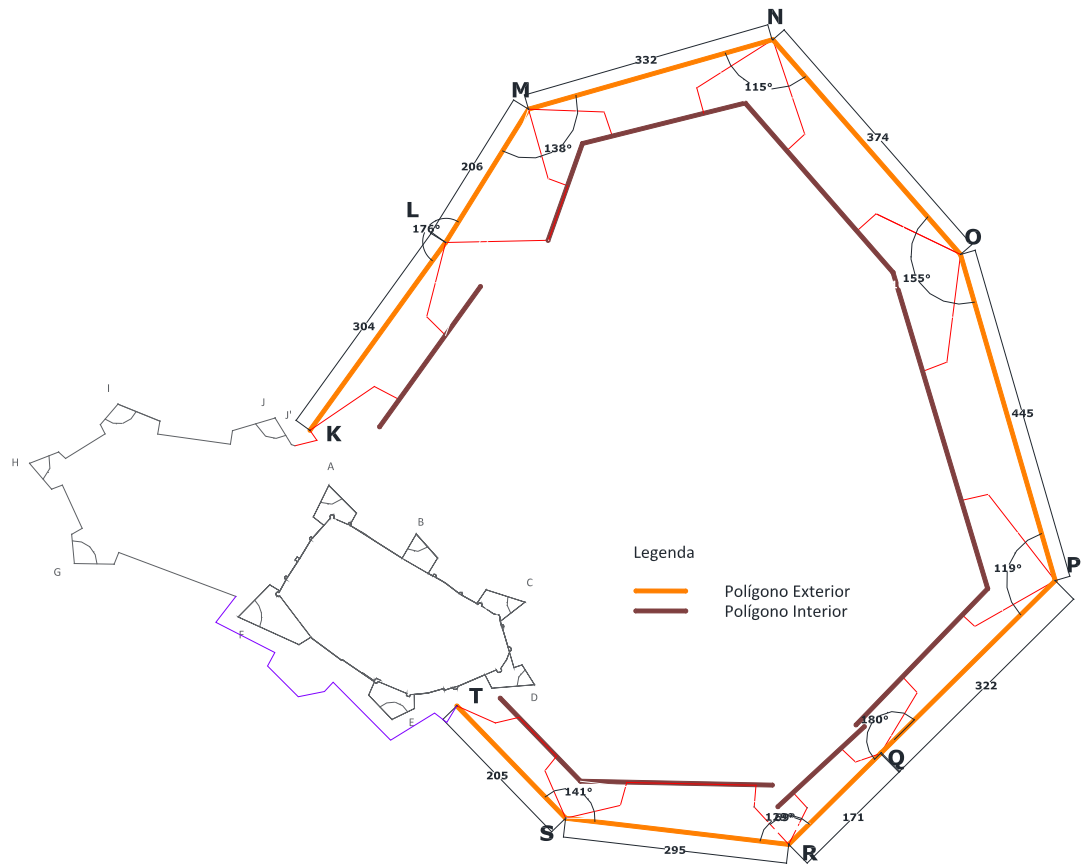 N
332
M
115°
374
138°
206
L
176°
O
155°
304
I
J
J'
K
445
H
A
B
Legenda
P
119°
G
C
Polígono Exterior
Polígono Interior
F
322
D
T
E
180°
Q
205
141°
171
S
295
R